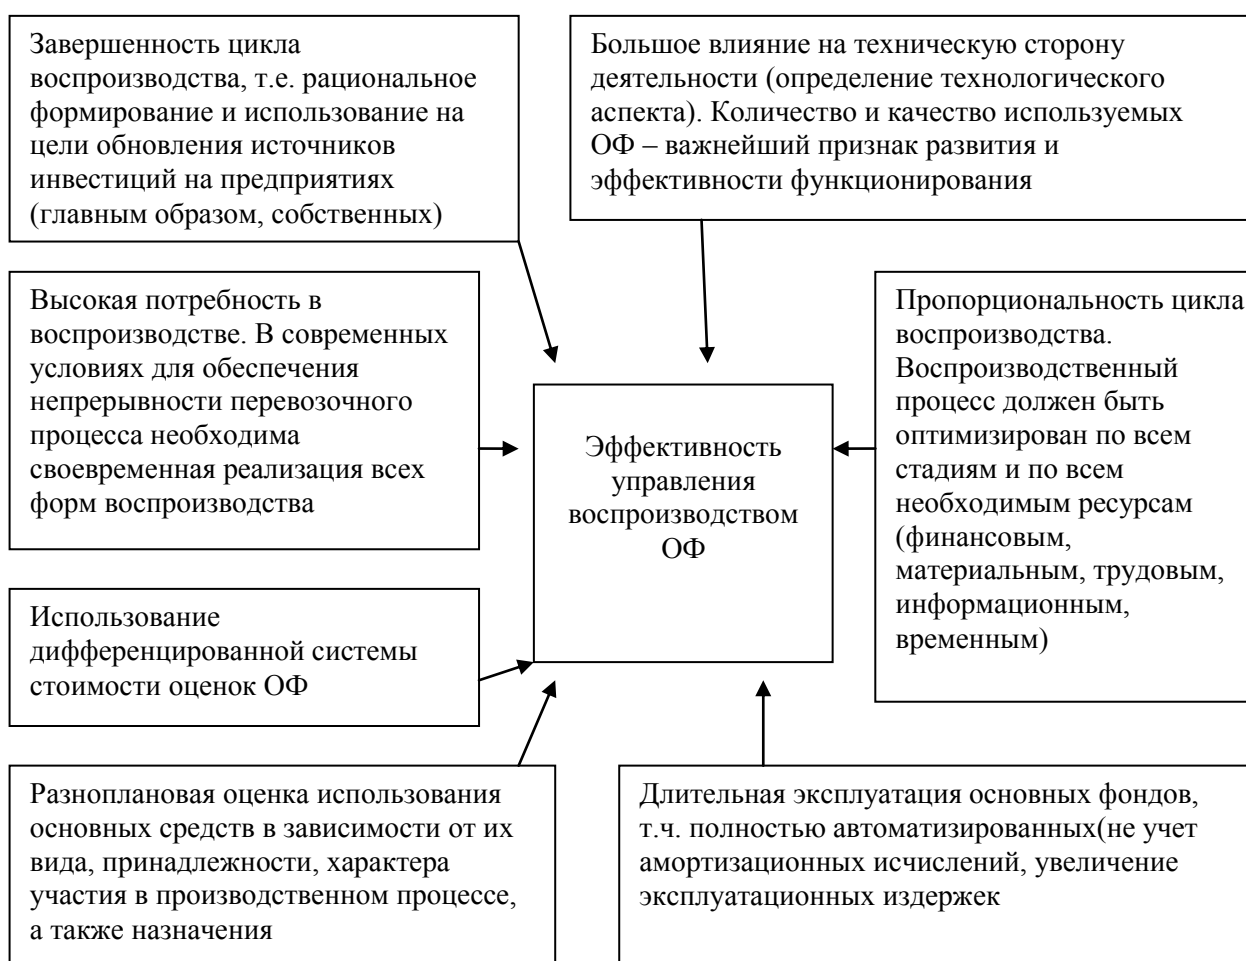 Завершенность цикла
воспроизводства, т.е. рациональное
формирование и использование на
цели обновления источников
инвестиций на предприятиях
(главным образом, собственных)
Большое влияние на техническую сторону
деятельности (определение технологического
аспекта). Количество и качество используемых
ОФ – важнейший признак развития и
эффективности функционирования
Высокая потребность в
воспроизводстве. В современных
условиях для обеспечения
непрерывности перевозочного
процесса необходима
своевременная реализация всех
форм воспроизводства
Эффективность
управления
воспроизводством
ОФ
Пропорциональность цикла
воспроизводства.
Воспроизводственный
процесс должен быть
оптимизирован по всем
стадиям и по всем
необходимым ресурсам
(финансовым,
материальным, трудовым,
информационным,
временным)
Использование
дифференцированной системы
стоимости оценок ОФ
Разноплановая оценка использования
основных средств в зависимости от их
вида, принадлежности, характера
участия в производственном процессе,
а также назначения
Длительная эксплуатация основных фондов,
т.ч. полностью автоматизированных(не учет
амортизационных исчислений, увеличение
эксплуатационных издержек